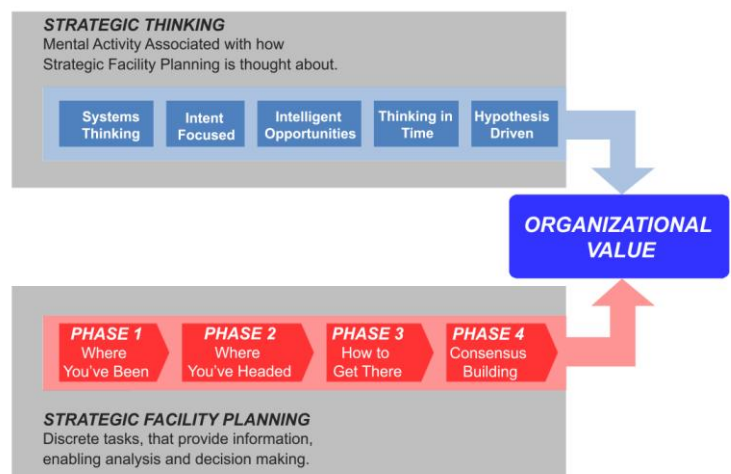 STRATEGIC THINKING
Mental Activity Associated with how
Strategic Facility Planning is thought about.
Systems
Thinking
Intent
Focused
Intelligent
Opportunities
Thinking in
Time
Hypothesis
Driven
ORGANIZATIONAL
VALUE
PHASE 1
Where
You've Been
PHASE 2
Where
You've Headed
PHASE 3
How to
Get There
PHASE 4
Consensus
Building
STRATEGIC FACILITY PLANNING
Discrete tasks, that provide information,
enabling analysis and decision making.